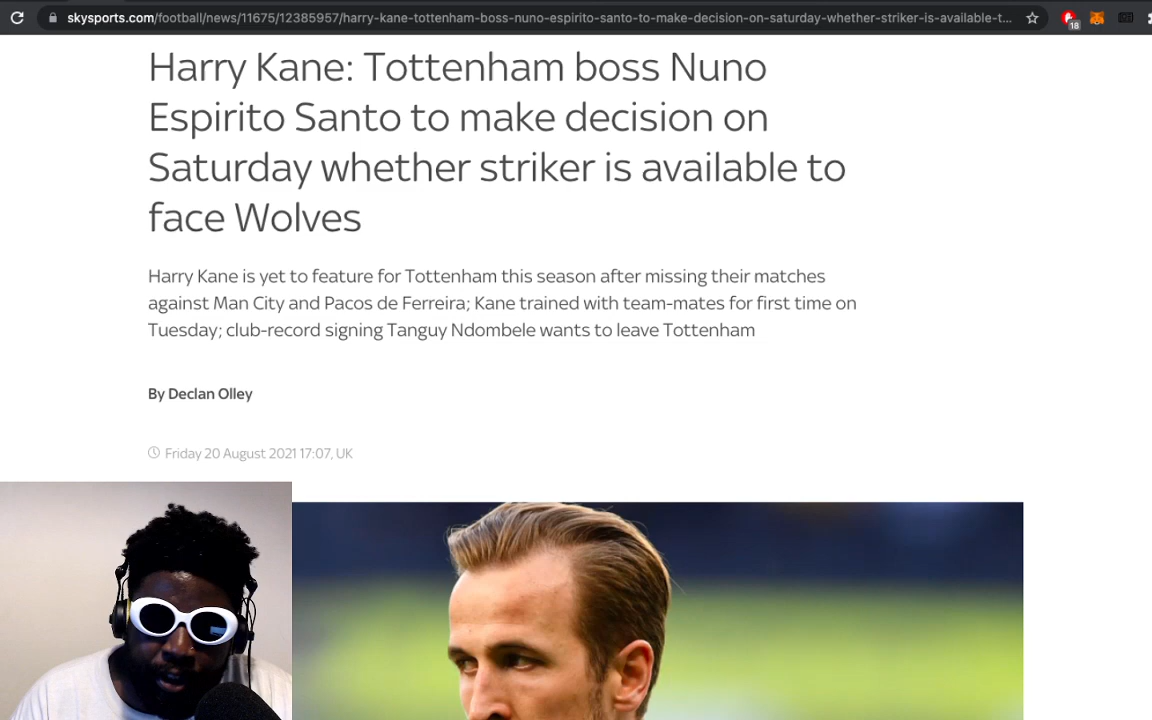 skysports.com/football/news/11675/12385957/harry-kane-tottenham-boss-nuno-espirito-santo-to-make-decision-on-saturday-whether-striker-is-available-t...
18
Harry Kane: Tottenham boss Nuno
Espirito Santo to make decision on
Saturday whether striker is available to
face Wolves
Harry Kane is yet to feature for Tottenham this season after missing their matches
against Man City and Pacos de Ferreira; Kane trained with team-mates for first time on
Tuesday; club-record signing Tanguy Ndombele wants to leave Tottenham
By Declan Olley
Friday 20 August 2021 17:07, UK